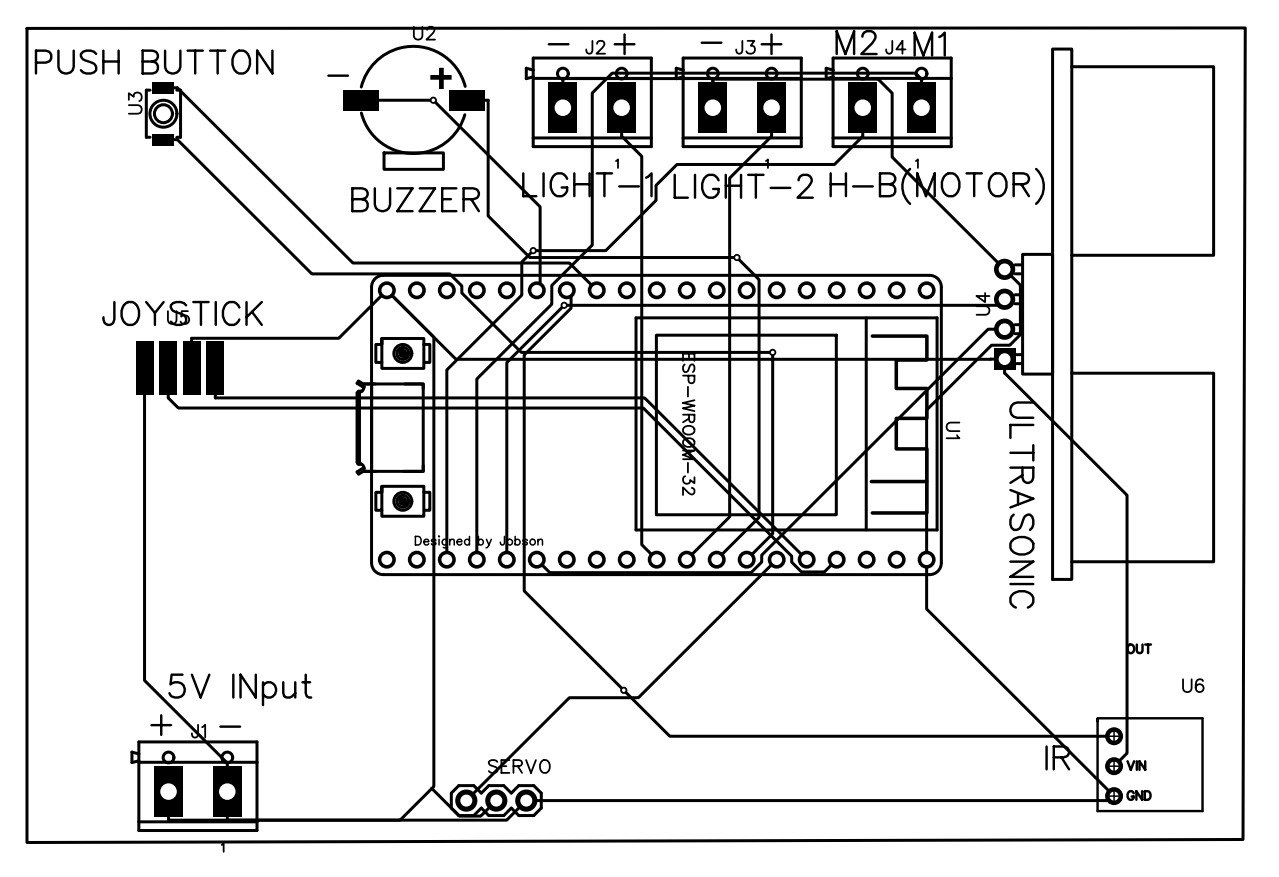 U2
- J2 +
- J3 +
M2 J4 M1
PUSH BUTTON
U3
- +
1
1
1
BUZZER
LIGHT-1
LIGHT-2
H-B(MOTOR)
JOYSTICK
U5
U4
ESP-WROOM-32
U1
ULTRASONIC
Designed by Jobson
OUT
U6
5V INput
+ J1 -
SERVO
IR
VIN
GND
1